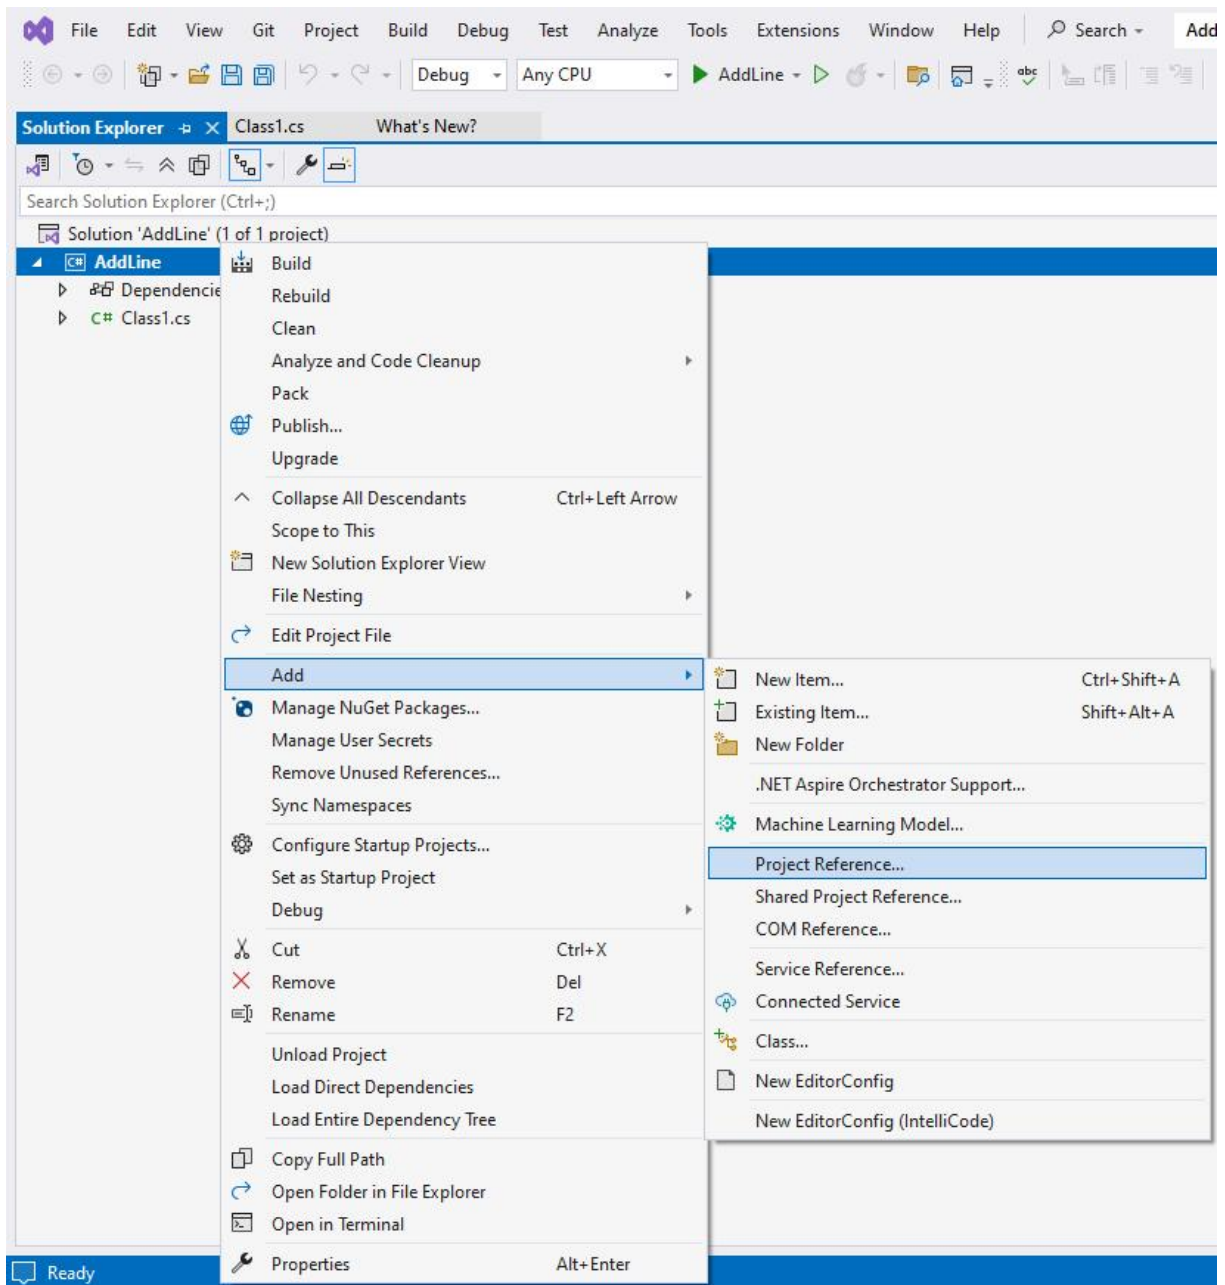 File Edit View Git Project Build Debug Test Analyze Tools Extensions Window Help Search Add
Debug Any CPU AddLine abc
Solution Explorer Class1.cs What's New?
Search Solution Explorer (Ctrl+;)
Solution 'AddLine' (1 of 1 project)
C# AddLine
Dependencie
C# Class1.cs
Build
Rebuild
Clean
Analyze and Code Cleanup
Pack
Publish...
Upgrade
Collapse All Descendants Ctrl+Left Arrow
Scope to This
New Solution Explorer View
File Nesting
Edit Project File
Add
Manage NuGet Packages...
Manage User Secrets
Remove Unused References...
Sync Namespaces
Configure Startup Projects...
Set as Startup Project
Debug
Cut Ctrl+X
Remove Del
Rename F2
Unload Project
Load Direct Dependencies
Load Entire Dependency Tree
Copy Full Path
Open Folder in File Explorer
Open in Terminal
Properties Alt+Enter
New Item... Ctrl+Shift+A
Existing Item... Shift+Alt+A
New Folder
.NET Aspire Orchestrator Support...
Machine Learning Model...
Project Reference...
Shared Project Reference...
COM Reference...
Service Reference...
Connected Service
Class...
New EditorConfig
New EditorConfig (IntelliCode)
Ready